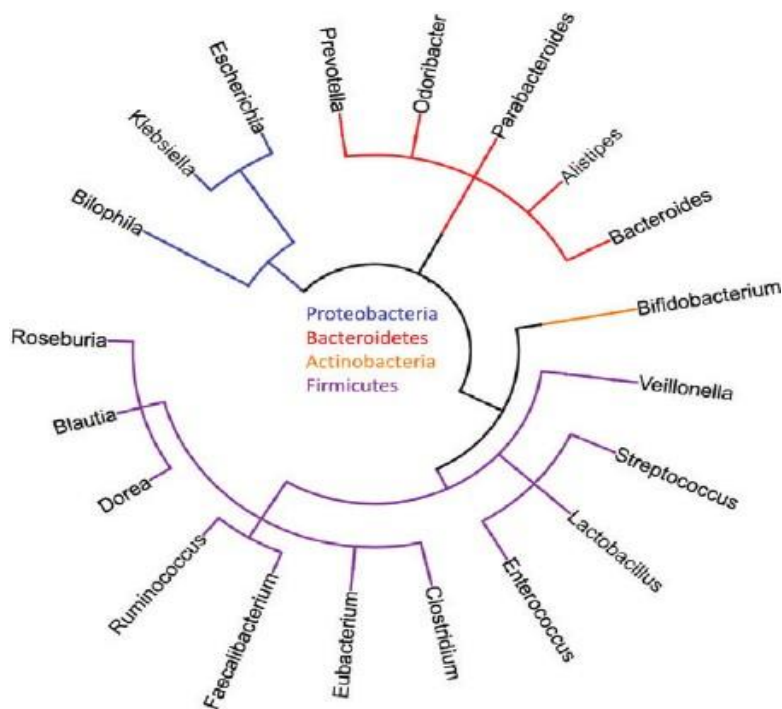 Escherichia
Klebsiella
Bilophila
Prevotella
Odoribacter
Parabacteroides
Alistipes
Bacteroides
Bifidobacterium
Proteobacteria
Bacteroidetes
Actinobacteria
Firmicutes
Roseburia
Blautia
Dorea
Ruminococcus
Faecalibacterium
Eubacterium
Clostridium
Enterococcus
Lactobacillus
Streptococcus
Veillonella